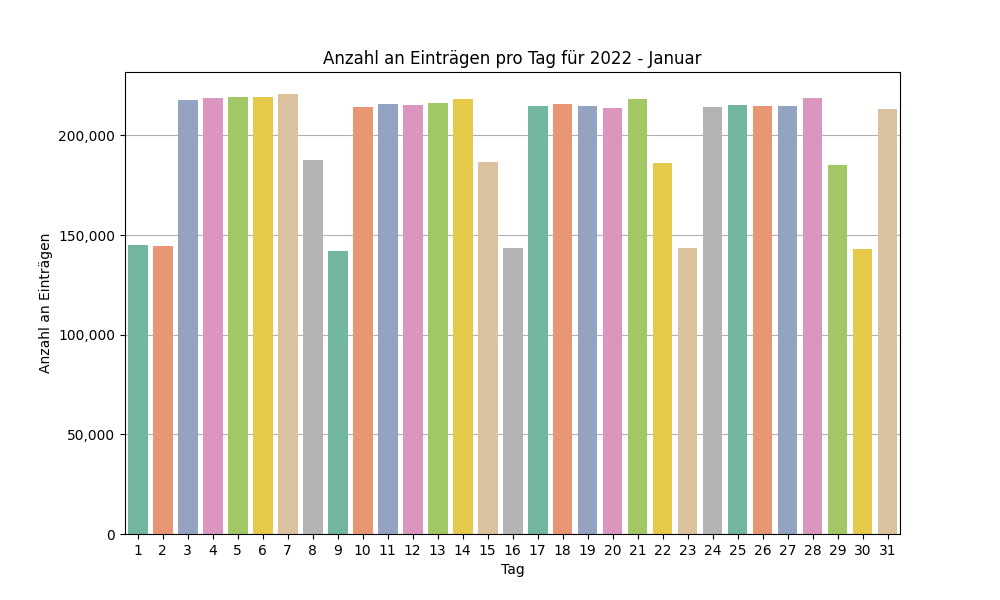 Anzahl an Einträgen pro Tag für 2022 - Januar
Anzahl an Einträgen
200,000
150,000
100,000
50,000
0
1 2 3 4 5 6 7 8 9 10 11 12 13 14 15 16 17 18 19 20 21 22 23 24 25 26 27 28 29 30 31
Tag